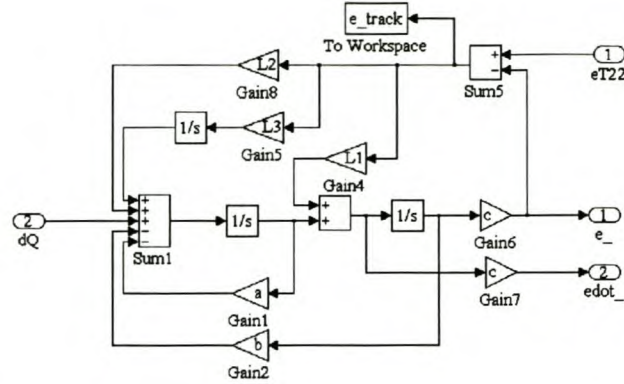 e_track
To Workspace
L2
Gain8
+
−
Sum5
1
eT22
1/s
L3
Gain5
L1
Gain4
2
dQ
+
+
+
−
−
Sum1
1/s
+
+
1/s
c
Gain6
1
e_
c
Gain7
2
edot_
a
Gain1
b
Gain2